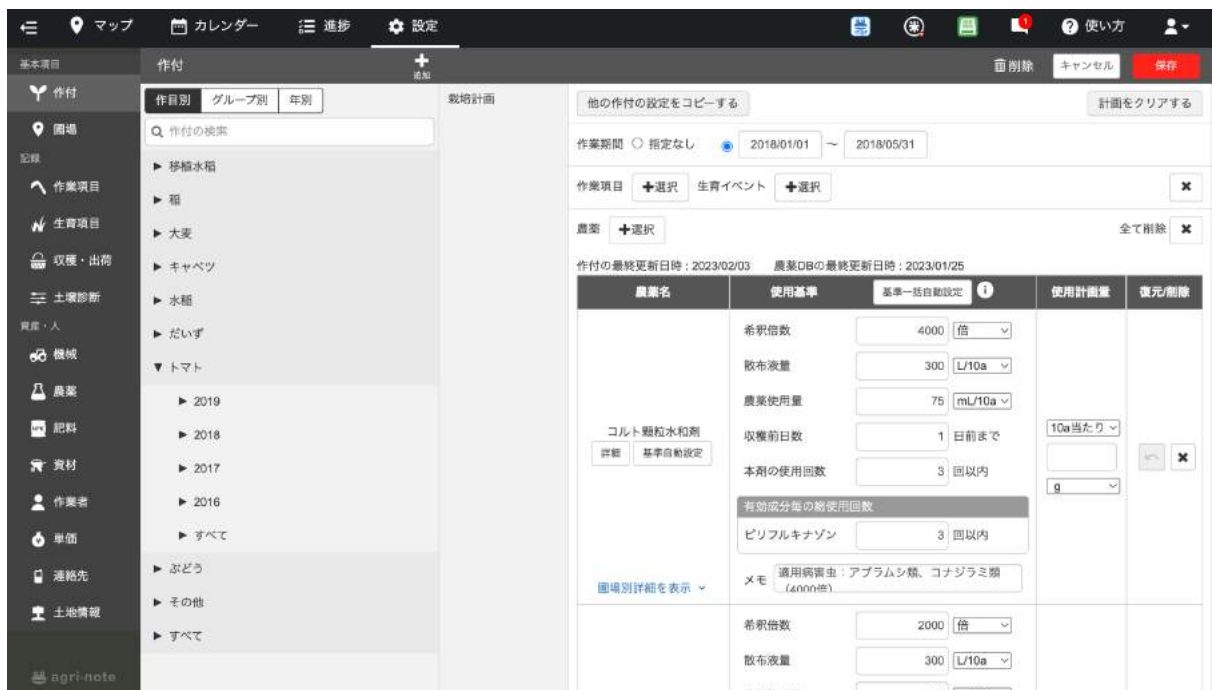 マップ カレンダー 進捗 設定 1 使い方
基本項目
作付
圃場
記録
作業項目
生育項目
収穫・出荷
土壌診断
資産・人
機械
農薬
肥料
資材
作業者
単価
連絡先
土地情報
agri-note
作付 追加
作目別 グループ別 年別
作付の検索
移植水稲
稲
大麦
キャベツ
水稲
だいず
トマト
2019
2018
2017
2016
すべて
ぶどう
その他
すべて
栽培計画
削除 キャンセル 保存
他の作付の設定をコピーする 計画をクリアする
作業期間 指定なし 2018/01/01 ～ 2018/05/31
作業項目 +選択 生育イベント +選択
農薬 +選択 全て削除
作付の最終更新日時 : 2023/02/03 農薬DBの最終更新日時 : 2023/01/25
農薬名 使用基準 基準一括自動設定 使用計画量 復元/削除
コルト顆粒水和剤
詳細 基準自動設定
圃場別詳細を表示
希釈倍数 4000 倍
散布液量 300 L/10a
農薬使用量 75 mL/10a
収穫前日数 1 日前まで
本剤の使用回数 3 回以内
有効成分毎の総使用回数
ピリフルキナゾン 3 回以内
メモ 適用病害虫：アブラムシ類、コナジラミ類
(4000倍)
10a当たり
g
希釈倍数 2000 倍
散布液量 300 L/10a